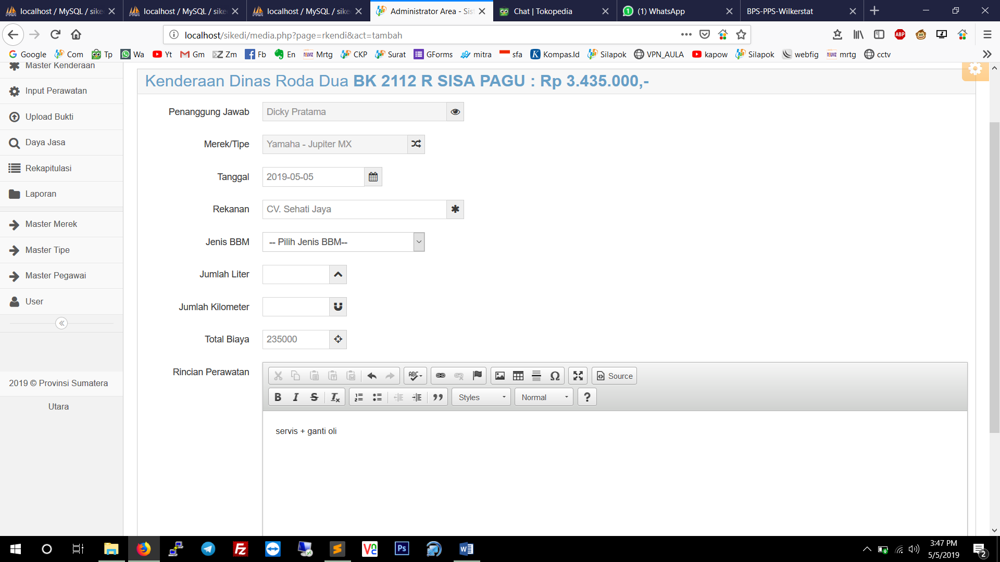 localhost / MySQL / sike
localhost / MySQL / sike
localhost / MySQL / sike
Administrator Area - Sis
Chat | Tokopedia
(1) WhatsApp
BPS-PPS-Wilkerstat
localhost/sikedi/media.php?page=rkendi&act=tambah
ABP
Google Com Tp Wa Yt Gm Zm Fb En Mrtg CKP Surat GForms mitra sfa Kompas.Id Silapok VPN_AULA kapow Silapok webfig mrtg cctv
Master Kenderaan
Input Perawatan
Upload Bukti
Daya Jasa
Rekapitulasi
Laporan
Master Merek
Master Tipe
Master Pegawai
User
2019 © Provinsi Sumatera
Utara
Kenderaan Dinas Roda Dua BK 2112 R SISA PAGU : Rp 3.435.000,-
Penanggung Jawab Dicky Pratama
Merek/Tipe Yamaha - Jupiter MX
Tanggal 2019-05-05
Rekanan CV. Sehati Jaya
Jenis BBM -- Pilih Jenis BBM--
Jumlah Liter
Jumlah Kilometer
Total Biaya 235000
Rincian Perawatan
ABC Ω Source
B I S Tx Styles Normal ?
servis + ganti oli
3:47 PM
5/5/2019
2